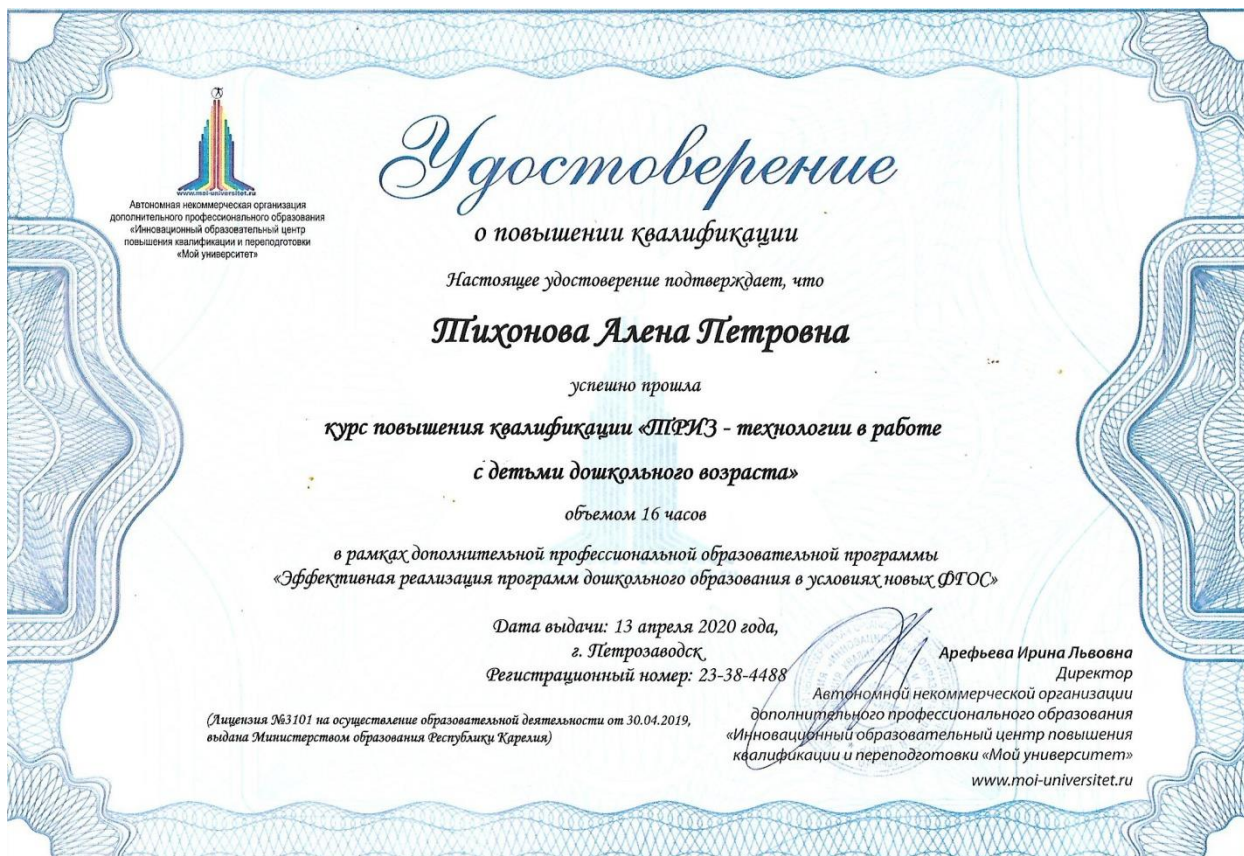 www.moi-universitet.ru
Автономная некоммерческая организация
дополнительного профессионального образования
«Инновационный образовательный центр
повышения квалификации и переподготовки
«Мой университет»
Удостоверение
о повышении квалификации
Настоящее удостоверение подтверждает, что
Тихонова Алена Петровна
успешно прошла
курс повышения квалификации «ТРИЗ - технологии в работе
с детьми дошкольного возраста»
объемом 16 часов
в рамках дополнительной профессиональной образовательной программы
«Эффективная реализация программ дошкольного образования в условиях новых ФГОС»
Дата выдачи: 13 апреля 2020 года,
г. Петрозаводск
Регистрационный номер: 23-38-4488
(Лицензия №3101 на осуществление образовательной деятельности от 30.04.2019,
выдана Министерством образования Республики Карелия)
Арефьева Ирина Львовна
Директор
Автономной некоммерческой организации
дополнительного профессионального образования
«Инновационный образовательный центр повышения
квалификации и переподготовки «Мой университет»
www.moi-universitet.ru